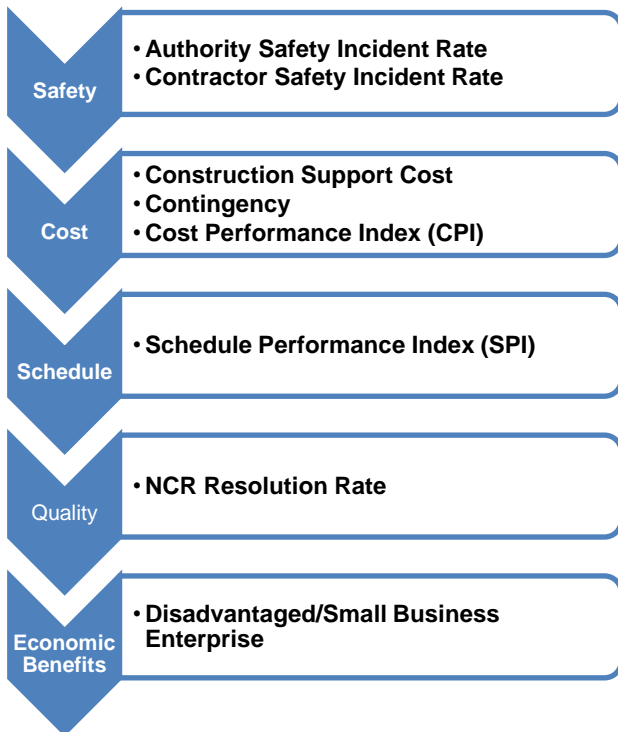 Safety
• Authority Safety Incident Rate
• Contractor Safety Incident Rate
Cost
• Construction Support Cost
• Contingency
• Cost Performance Index (CPI)
Schedule
• Schedule Performance Index (SPI)
Quality
• NCR Resolution Rate
Economic
Benefits
• Disadvantaged/Small Business
Enterprise